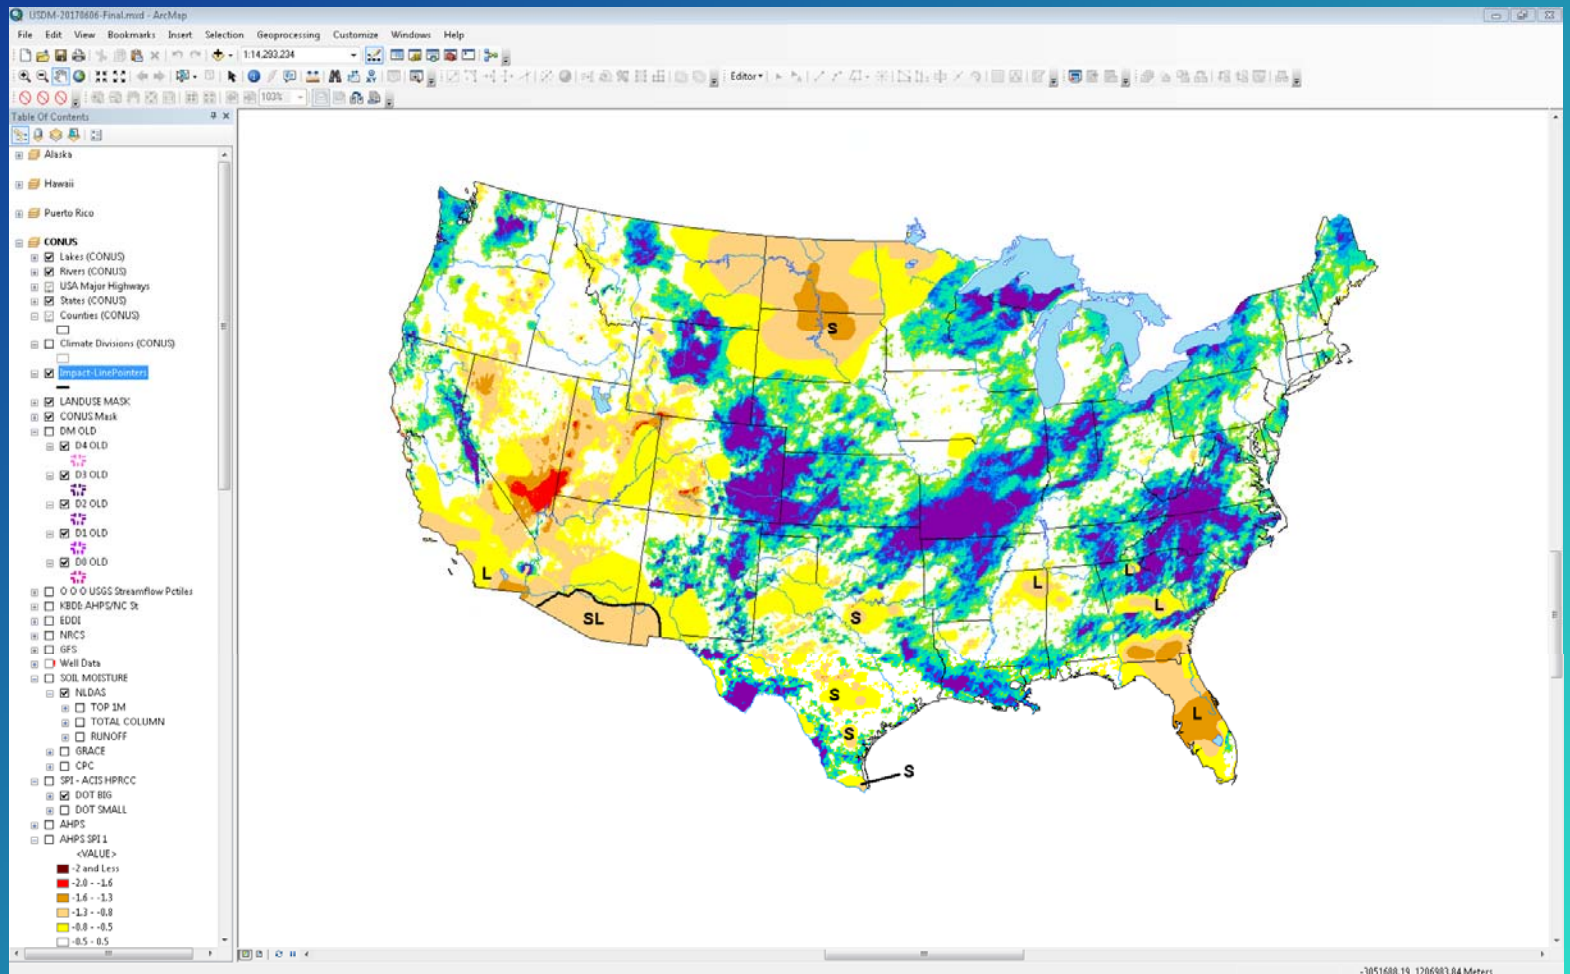 USDM-20170606-Final.mxd - ArcMap
File Edit View Bookmarks Insert Selection Geoprocessing Customize Windows Help
1:14,293,234
Editor
103%
Table Of Contents
Alaska
Hawaii
Puerto Rico
CONUS
Lakes (CONUS)
Rivers (CONUS)
USA Major Highways
States (CONUS)
Counties (CONUS)
Climate Divisions (CONUS)
Impact-LinePointers
LANDUSE MASK
CONUS Mask
DM OLD
D4 OLD
D3 OLD
D2 OLD
D1 OLD
D0 OLD
O O O USGS Streamflow Pctiles
KBDI: AHPS/NC St
EDDI
NRCS
GFS
Well Data
SOIL MOISTURE
NLDAS
TOP 1M
TOTAL COLUMN
RUNOFF
GRACE
CPC
SPI - ACIS HPRCC
DOT BIG
DOT SMALL
AHPS
AHPS SPI 1
<VALUE>
-2 and Less
-2.0 - -1.6
-1.6 - -1.3
-1.3 - -0.8
-0.8 - -0.5
-0.5 - 0.5
S
L
L
L
SL
L
S
S
L
S
S
-3051688.19 1206983.84 Meters